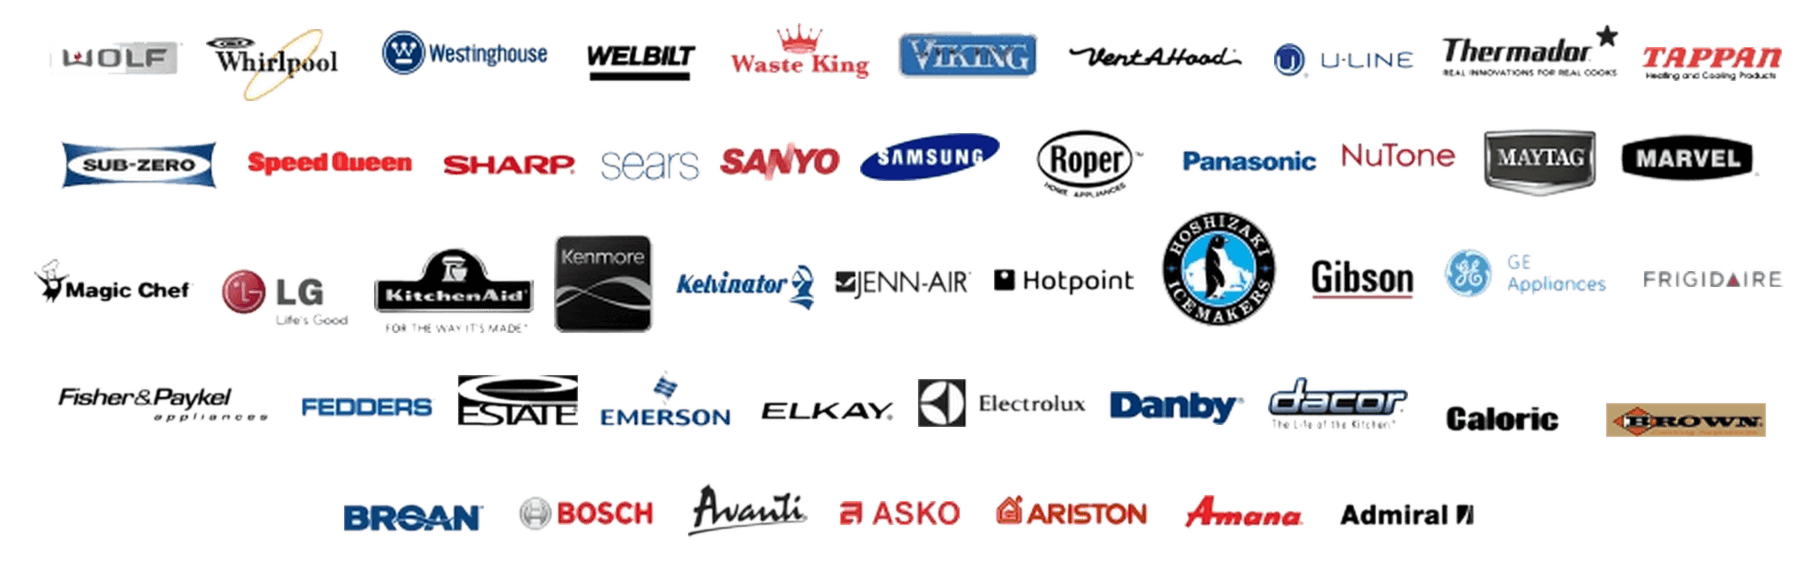 WOLF Whirlpool Westinghouse WELBILT Waste King VIKING Vent A Hood U-LINE Thermador TAPPAN
REAL INNOVATIONS FOR REAL COOKS Heating and Cooling Products
SUB-ZERO Speed Queen SHARP sears SANYO SAMSUNG Roper Panasonic NuTone MAYTAG MARVEL
HOME APPLIANCES
Magic Chef LG KitchenAid Kenmore Kelvinator JENN-AIR Hotpoint HOSHIZAKI ICEMAKERS Gibson GE Appliances FRIGIDAIRE
Life's Good FOR THE WAY IT'S MADE
Fisher&Paykel FEDDERS ESTATE EMERSON ELKAY Electrolux Danby dacor Caloric BROWN
appliances The Life of the Kitchen
BROAN BOSCH Avanti ASKO ARISTON Amana Admiral